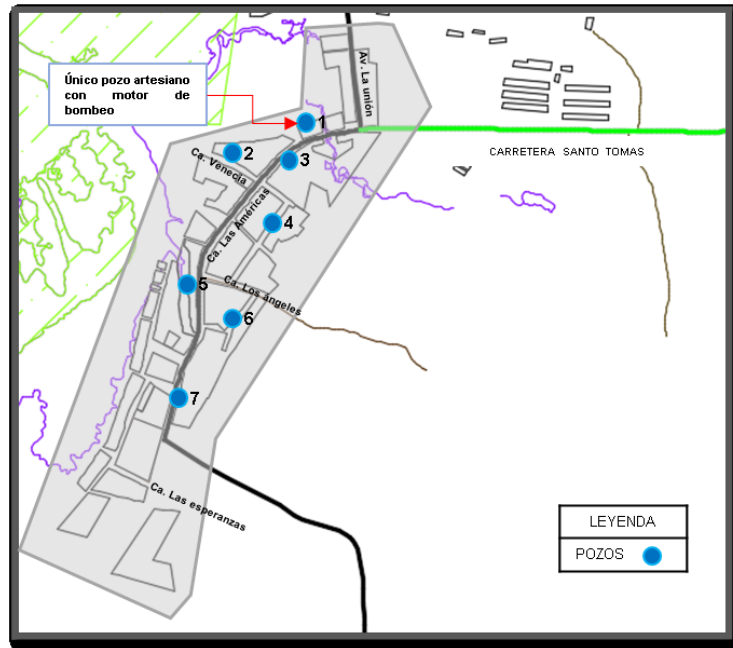 Único pozo artesiano
con motor de
bombeo
Av. La unión
1
2
3
CARRETERA SANTO TOMAS
Ca. Venecia
Ca. Las Américas
4
5
Ca. Los ángeles
6
7
Ca. Las esperanzas
LEYENDA
POZOS